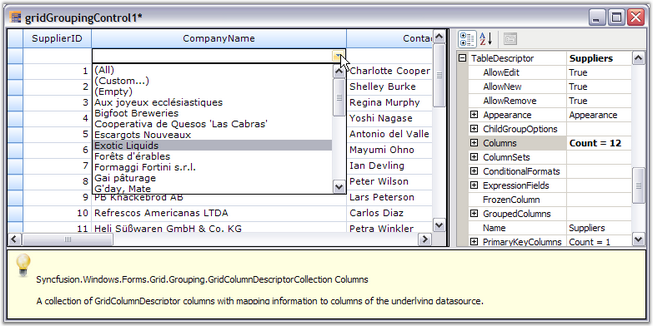 gridGroupingControl1*
SupplierID CompanyName Contac
1 Charlotte Cooper
2 Shelley Burke
3 Regina Murphy
4 Yoshi Nagase
5 Antonio del Valle
6 Mayumi Ohno
7 Ian Devling
8 Peter Wilson
9 PB Knäckebröd AB Lars Peterson
10 Refrescos Americanas LTDA Carlos Diaz
11 Heli Süßwaren GmbH & Co. KG Petra Winkler
(All)
(Custom...)
(Empty)
Aux joyeux ecclésiastiques
Bigfoot Breweries
Cooperativa de Quesos 'Las Cabras'
Escargots Nouveaux
Exotic Liquids
Forêts d'érables
Formaggi Fortini s.r.l.
Gai pâturage
G'day, Mate
TableDescriptor Suppliers
AllowEdit True
AllowNew True
AllowRemove True
Appearance Appearance
ChildGroupOptions
Columns Count = 12
ColumnSets
ConditionalFormats
ExpressionFields
FrozenColumn
GroupedColumns
Name Suppliers
PrimaryKeyColumns Count = 1
Syncfusion.Windows.Forms.Grid.Grouping.GridColumnDescriptorCollection Columns
A collection of GridColumnDescriptor columns with mapping information to columns of the underlying datasource.